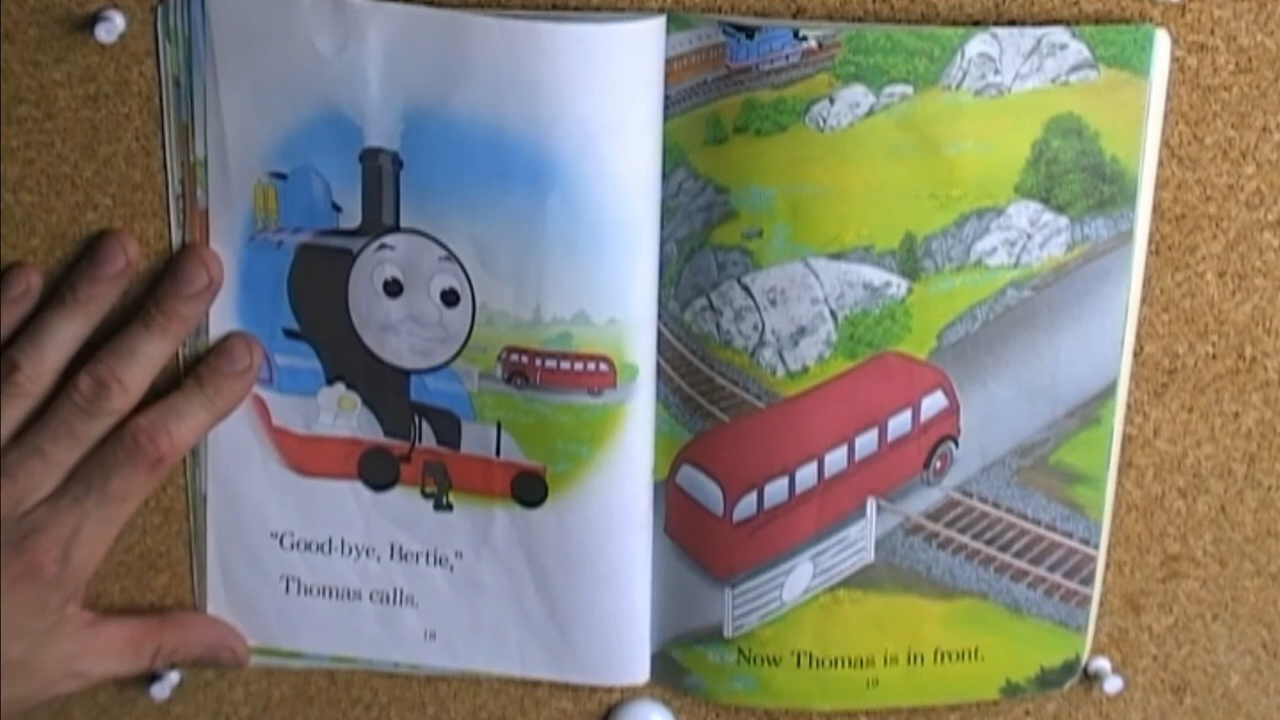 "Good-bye, Bertie,"
Thomas calls.
18
Now Thomas is in front.
19